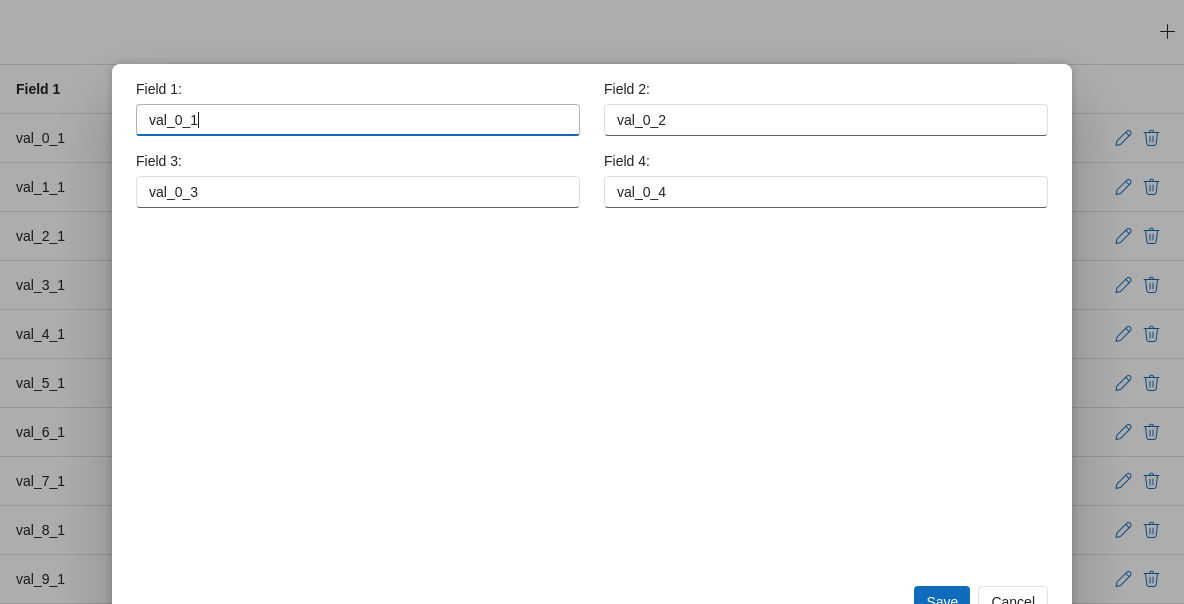 Field 1
val_0_1
val_1_1
val_2_1
val_3_1
val_4_1
val_5_1
val_6_1
val_7_1
val_8_1
val_9_1
Field 1:
val_0_1
Field 2:
val_0_2
Field 3:
val_0_3
Field 4:
val_0_4
Save
Cancel